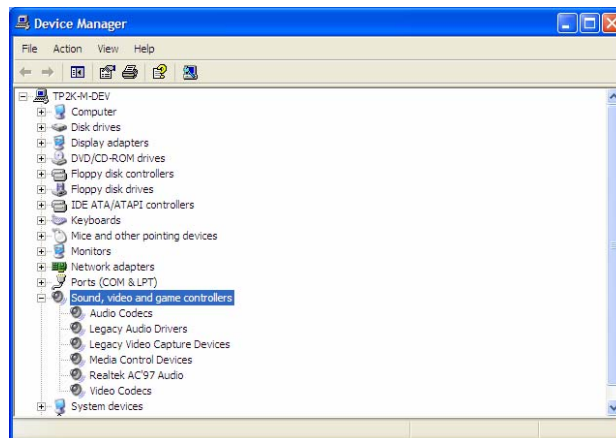 Device Manager
File Action View Help
TP2K-M-DEV
Computer
Disk drives
Display adapters
DVD/CD-ROM drives
Floppy disk controllers
Floppy disk drives
IDE ATA/ATAPI controllers
Keyboards
Mice and other pointing devices
Monitors
Network adapters
Ports (COM & LPT)
Sound, video and game controllers
Audio Codecs
Legacy Audio Drivers
Legacy Video Capture Devices
Media Control Devices
Realtek AC'97 Audio
Video Codecs
System devices